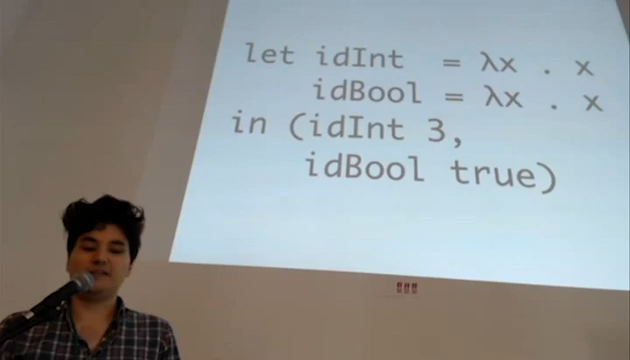 let idInt = λx . x
idBool = λx . x
in (idInt 3,
idBool true)